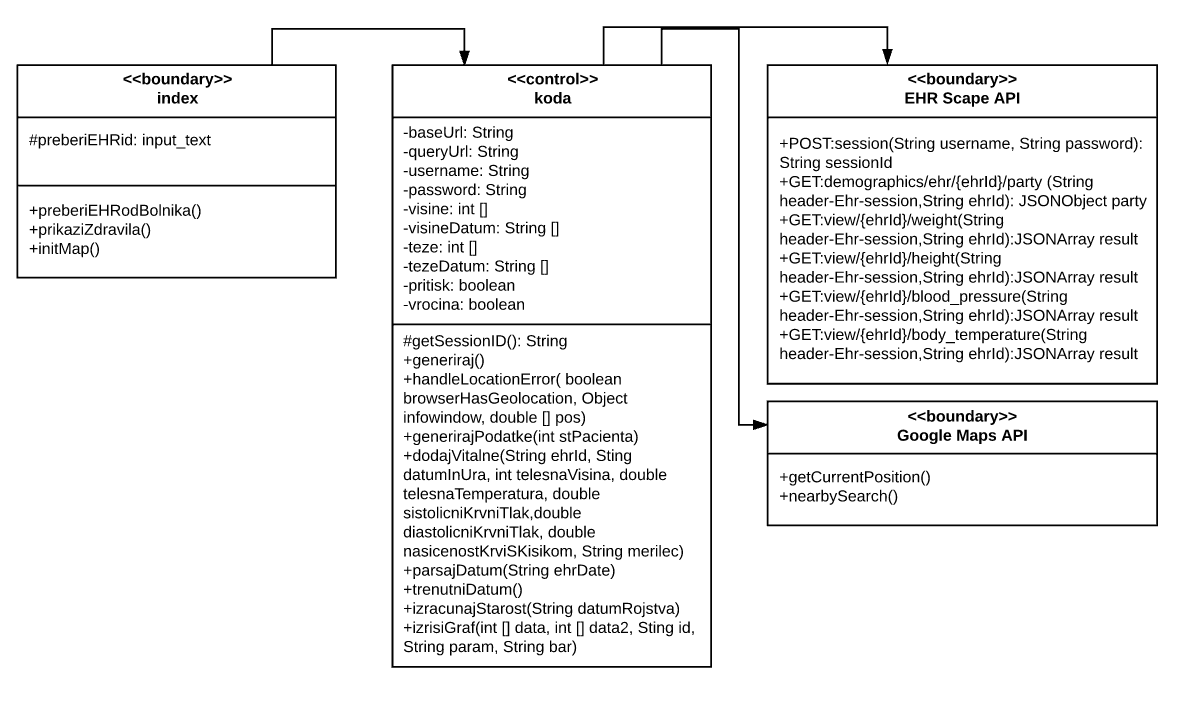 <<boundary>>
index
#preberiEHRid: input_text
+preberiEHRodBolnika()
+prikaziZdravila()
+initMap()
<<control>>
koda
-baseUrl: String
-queryUrl: String
-username: String
-password: String
-visine: int []
-visineDatum: String []
-teze: int []
-tezeDatum: String []
-pritisk: boolean
-vrocina: boolean
#getSessionID(): String
+generiraj()
+handleLocationError( boolean
browserHasGeolocation, Object
infowindow, double [] pos)
+generirajPodatke(int stPacienta)
+dodajVitalne(String ehrId, Sting
datumInUra, int telesnaVisina, double
telesnaTemperatura, double
sistolicniKrvniTlak,double
diastolicniKrvniTlak, double
nasicenostKrviSKisikom, String merilec)
+parsajDatum(String ehrDate)
+trenutniDatum()
+izracunajStarost(String datumRojstva)
+izrisiGraf(int [] data, int [] data2, Sting id,
String param, String bar)
<<boundary>>
EHR Scape API
+POST:session(String username, String password):
String sessionId
+GET:demographics/ehr/{ehrId}/party (String
header-Ehr-session,String ehrId): JSONObject party
+GET:view/{ehrId}/weight(String
header-Ehr-session,String ehrId):JSONArray result
+GET:view/{ehrId}/height(String
header-Ehr-session,String ehrId):JSONArray result
+GET:view/{ehrId}/blood_pressure(String
header-Ehr-session,String ehrId):JSONArray result
+GET:view/{ehrId}/body_temperature(String
header-Ehr-session,String ehrId):JSONArray result
<<boundary>>
Google Maps API
+getCurrentPosition()
+nearbySearch()